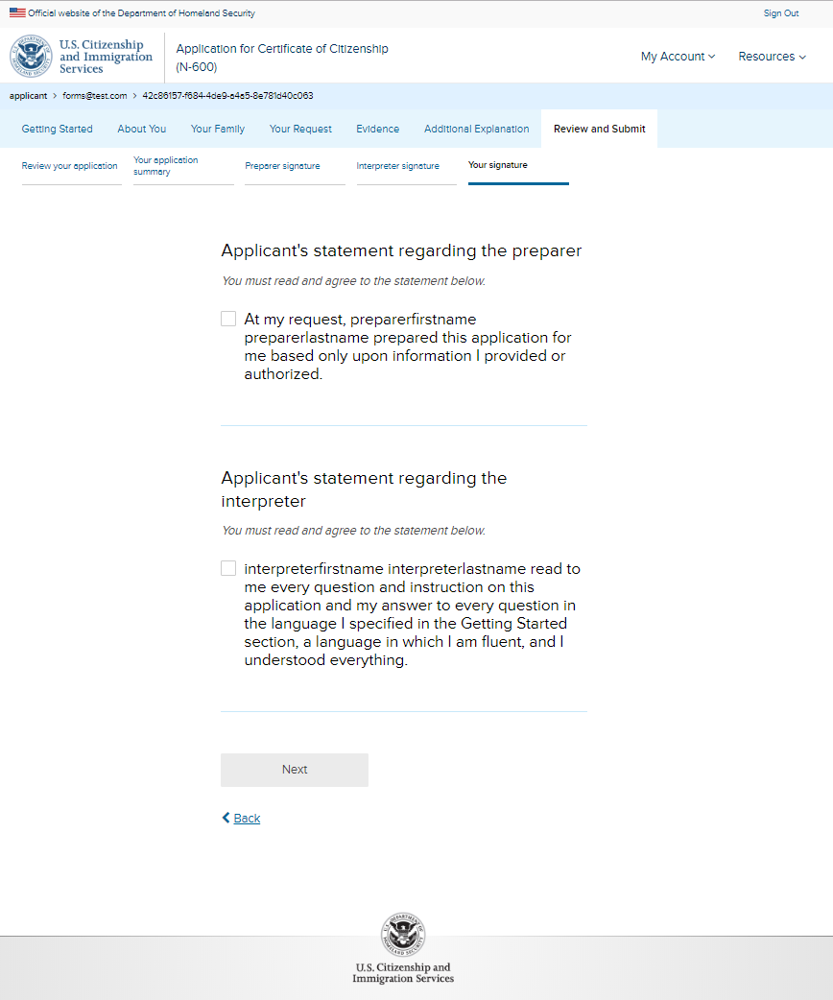 Official website of the Department of Homeland Security
Sign Out
U.S. Citizenship
and Immigration
Services
Application for Certificate of Citizenship
(N-600)
My Account
Resources
applicant > forms@test.com > 42c86157-f684-4de9-a4a5-8e781d40c063
Getting Started
About You
Your Family
Your Request
Evidence
Additional Explanation
Review and Submit
Review your application
Your application
summary
Preparer signature
Interpreter signature
Your signature
Applicant's statement regarding the preparer
You must read and agree to the statement below.
At my request, preparerfirstname
preparerlastname prepared this application for
me based only upon information I provided or
authorized.
Applicant's statement regarding the
interpreter
You must read and agree to the statement below.
interpreterfirstname interpreterlastname read to
me every question and instruction on this
application and my answer to every question in
the language I specified in the Getting Started
section, a language in which I am fluent, and I
understood everything.
Next
Back
U.S. Citizenship and
Immigration Services